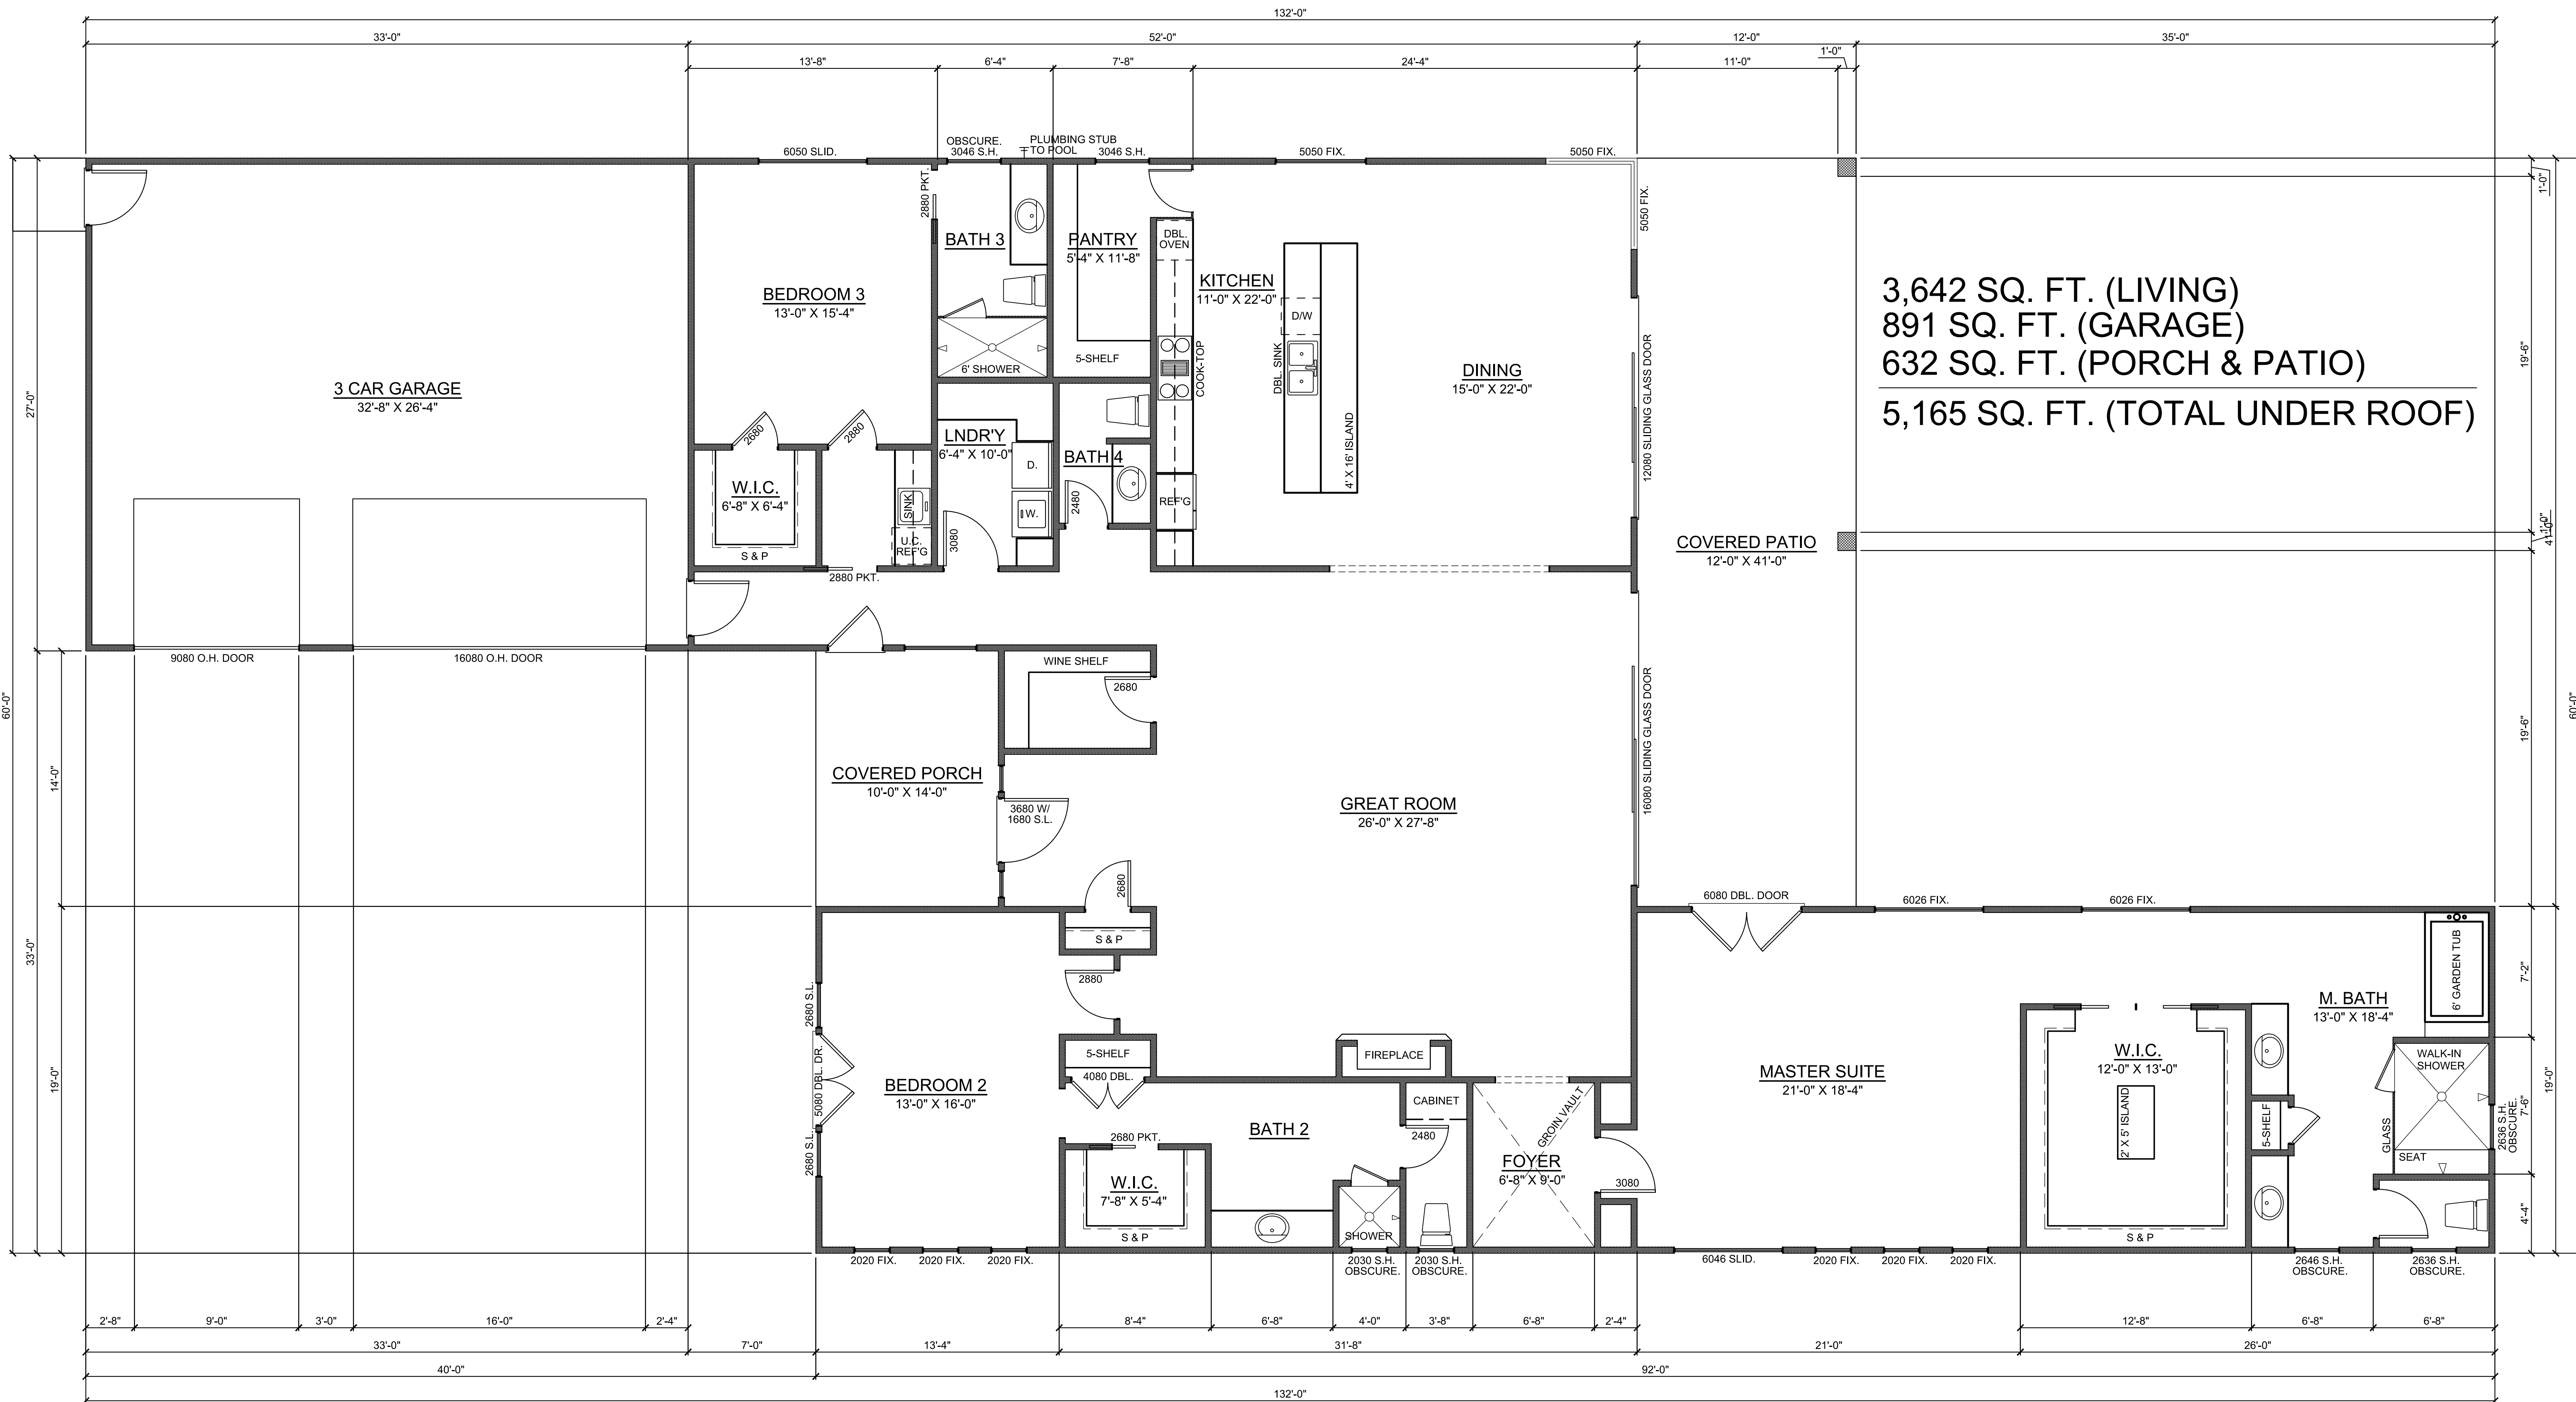 132'-0"
33'-0"
52'-0"
12'-0"
35'-0"
1'-0"
13'-8"
6'-4"
7'-8"
24'-4"
11'-0"
6050 SLID.
OBSCURE.
3046 S.H.
PLUMBING STUB
TO POOL
3046 S.H.
5050 FIX.
5050 FIX.
5050 FIX.
2880 PKT.
BATH 3
PANTRY
5'-4" X 11'-8"
DBL.
OVEN
KITCHEN
11'-0" X 22'-0"
D/W
DBL. SINK
COOK-TOP
4' X 16' ISLAND
BEDROOM 3
13'-0" X 15'-4"
5-SHELF
6' SHOWER
DINING
15'-0" X 22'-0"
12080 SLIDING GLASS DOOR
3,642 SQ. FT. (LIVING)
891 SQ. FT. (GARAGE)
632 SQ. FT. (PORCH & PATIO)
5,165 SQ. FT. (TOTAL UNDER ROOF)
1'-0"
19'-6"
1'-0"
41'-0"
19'-6"
60'-0"
3 CAR GARAGE
32'-8" X 26'-4"
27'-0"
60'-0"
2680
2880
LNDR'Y
6'-4" X 10'-0"
D.
W.
BATH 4
2480
REF'G
W.I.C.
6'-8" X 6'-4"
S & P
SINK
U.C.
REF'G
3080
2880 PKT.
COVERED PATIO
12'-0" X 41'-0"
9080 O.H. DOOR
16080 O.H. DOOR
WINE SHELF
2680
16080 SLIDING GLASS DOOR
14'-0"
33'-0"
COVERED PORCH
10'-0" X 14'-0"
3680 W/
1680 S.L.
GREAT ROOM
26'-0" X 27'-8"
2680
S & P
6080 DBL. DOOR
6026 FIX.
6026 FIX.
2880
2680 S.L.
5080 DBL. DR.
2680 S.L.
19'-0"
BEDROOM 2
13'-0" X 16'-0"
5-SHELF
4080 DBL.
FIREPLACE
MASTER SUITE
21'-0" X 18'-4"
W.I.C.
12'-0" X 13'-0"
2' X 5' ISLAND
S & P
M. BATH
13'-0" X 18'-4"
6' GARDEN TUB
WALK-IN
SHOWER
GLASS
SEAT
5-SHELF
2636 S.H.
OBSCURE.
7'-2"
7'-6"
4'-4"
19'-0"
2680 PKT.
BATH 2
CABINET
2480
GROIN VAULT
FOYER
6'-8" X 9'-0"
3080
W.I.C.
7'-8" X 5'-4"
S & P
SHOWER
2020 FIX.
2020 FIX.
2020 FIX.
2030 S.H.
OBSCURE.
2030 S.H.
OBSCURE.
6046 SLID.
2020 FIX.
2020 FIX.
2020 FIX.
2646 S.H.
OBSCURE.
2636 S.H.
OBSCURE.
2'-8"
9'-0"
3'-0"
16'-0"
2'-4"
8'-4"
6'-8"
4'-0"
3'-8"
6'-8"
2'-4"
12'-8"
6'-8"
6'-8"
33'-0"
7'-0"
13'-4"
31'-8"
21'-0"
26'-0"
40'-0"
92'-0"
132'-0"